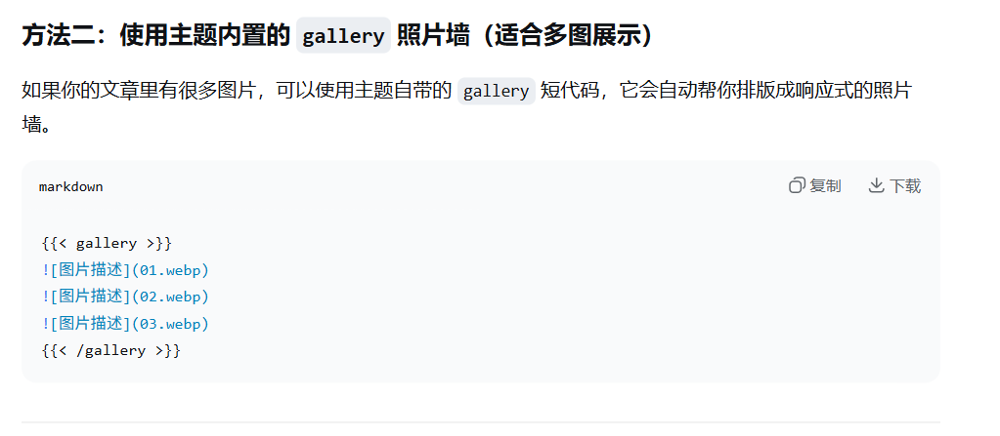 方法二：使用主题内置的 gallery 照片墙（适合多图展示）
如果你的文章里有很多图片，可以使用主题自带的 gallery 短代码，它会自动帮你排版成响应式的照片
墙。
markdown 复制 下载
{{< gallery >}}
![图片描述](01.webp)
![图片描述](02.webp)
![图片描述](03.webp)
{{< /gallery >}}